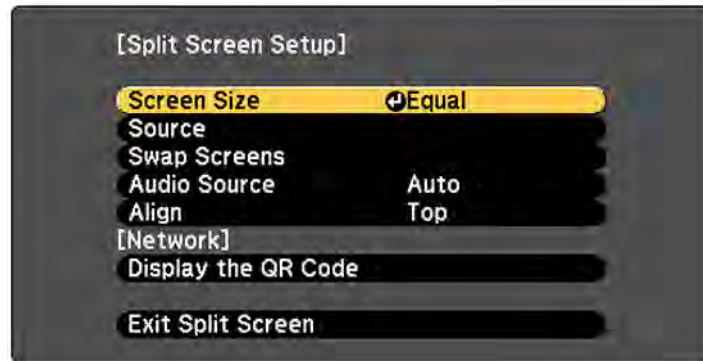 [Split Screen Setup]
Screen Size Equal
Source
Swap Screens
Audio Source Auto
Align Top
[Network]
Display the QR Code
Exit Split Screen